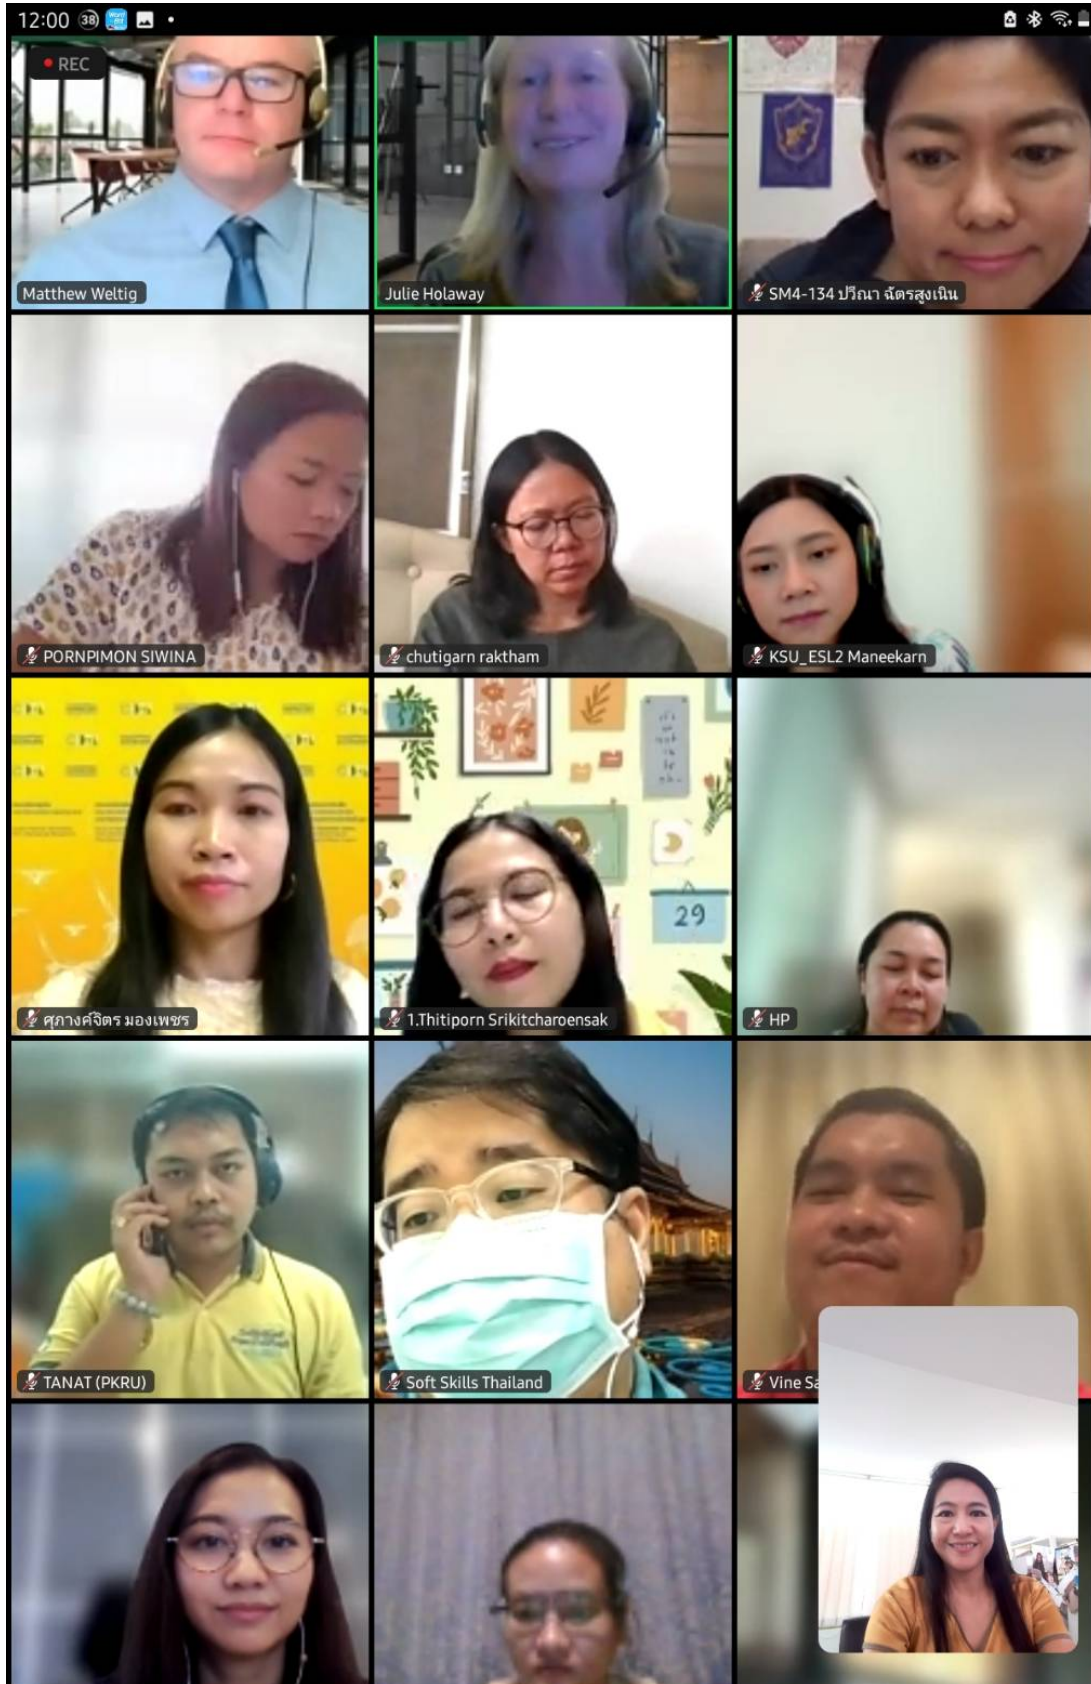 12:00
38
REC
Matthew Weltig
Julie Holaway
SM4-134 ปวีณา ฉัตรสูงเนิน
PORNPIMON SIWINA
chutigarn raktham
KSU_ESL2 Maneekarn
ศุภางค์จิตร มองเพชร
29
1.Thitiporn Srikitcharoensak
HP
TANAT (PKRU)
Soft Skills Thailand
Vine Sa